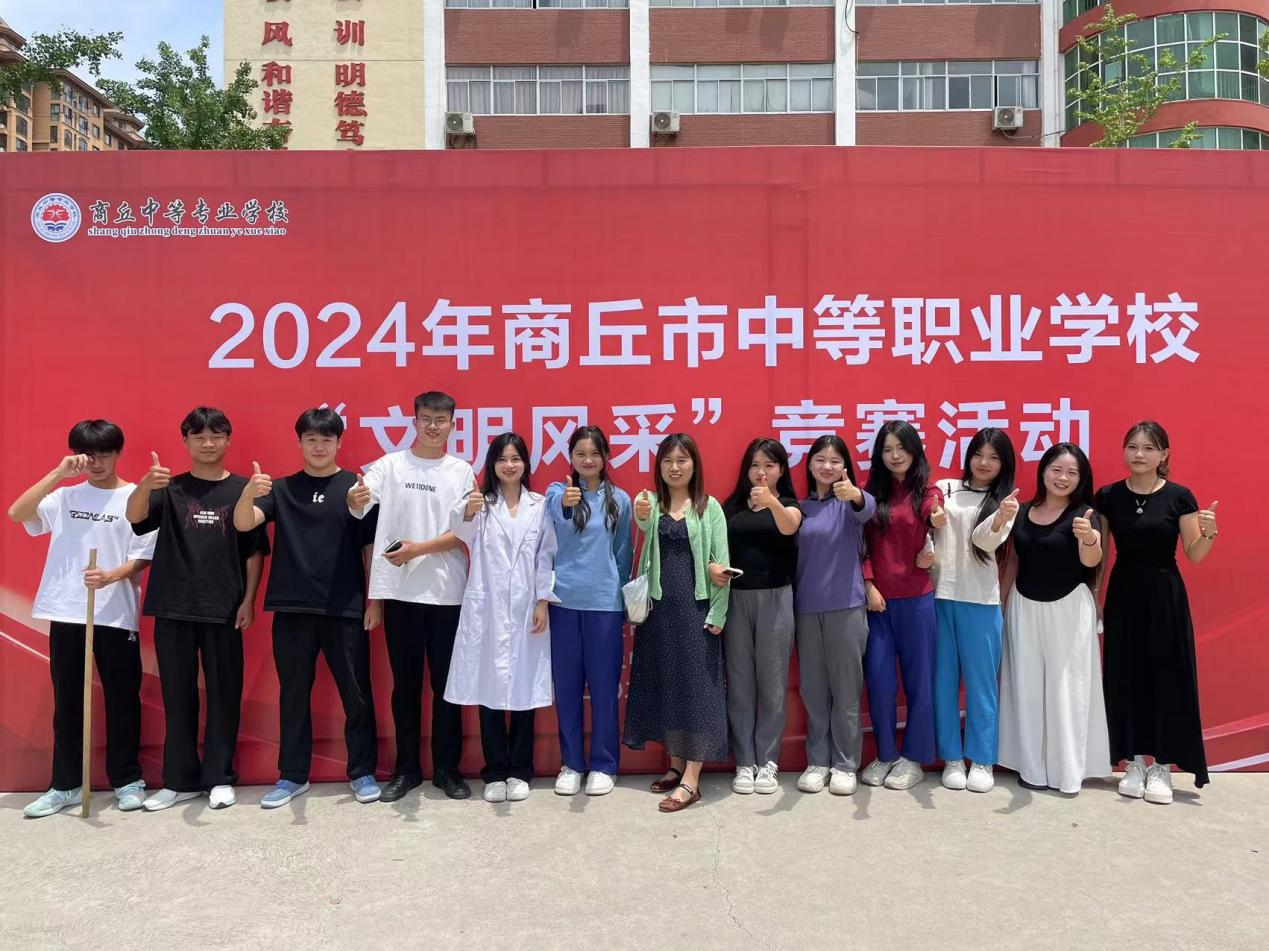 风和谐
训明德笃
商丘中等专业学校
shang qiu zhong deng zhuan ye xue xiao
2024年商丘市中等职业学校
“文明风采”竞赛活动
ie
WE11DONE